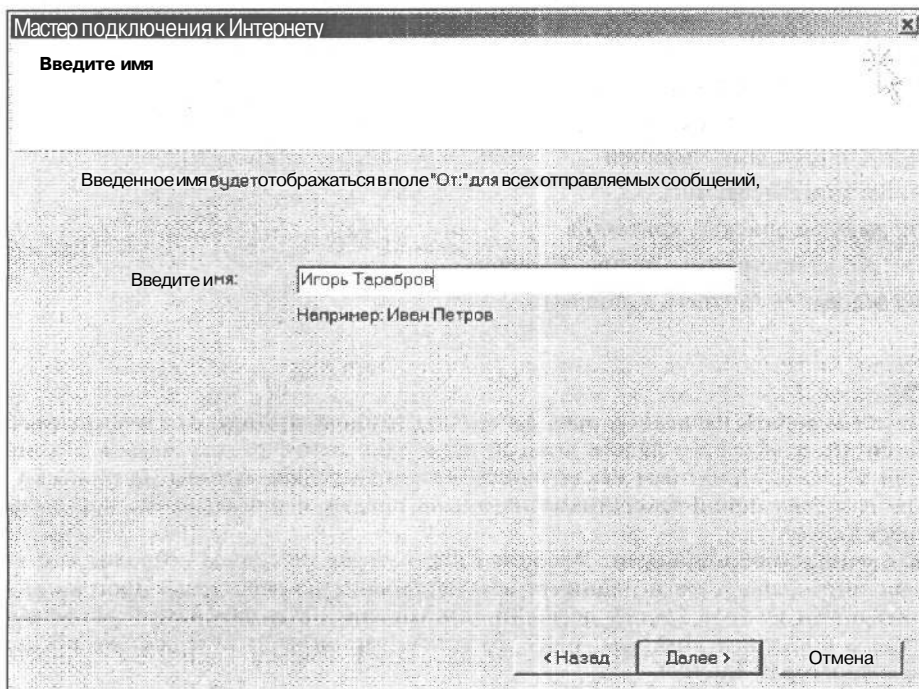 Мастер подключения к Интернету
Введите имя
Введенное имя будет отображаться в поле "От:" для всех отправляемых сообщений,
Введите имя:
Игорь Тарабров
Например: Иван Петров
< Назад
Далее >
Отмена